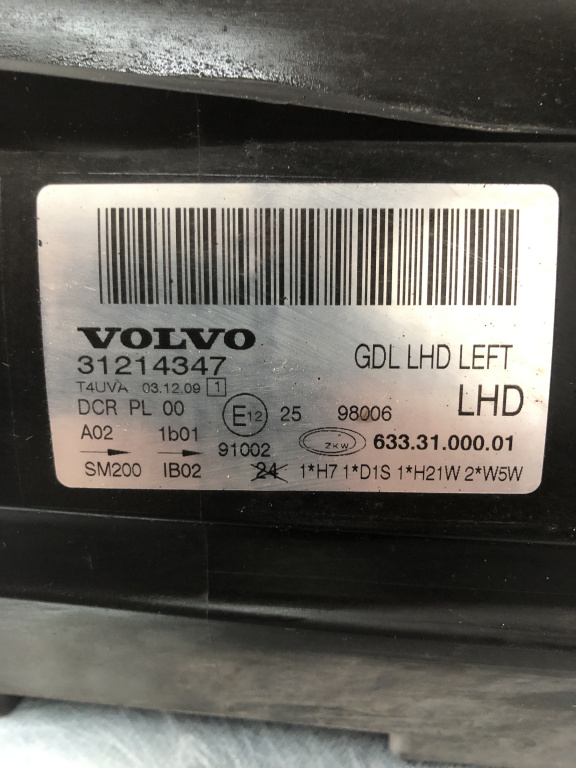 VOLVO
31214347 GDL LHD LEFT
T4UVA 03.12.09 1
DCR PL 00 E12 25 98006 LHD
A02 1b01 91002 ZKW 633.31.000.01
SM200 IB02 24 1*H7 1*D1S 1*H21W 2*W5W